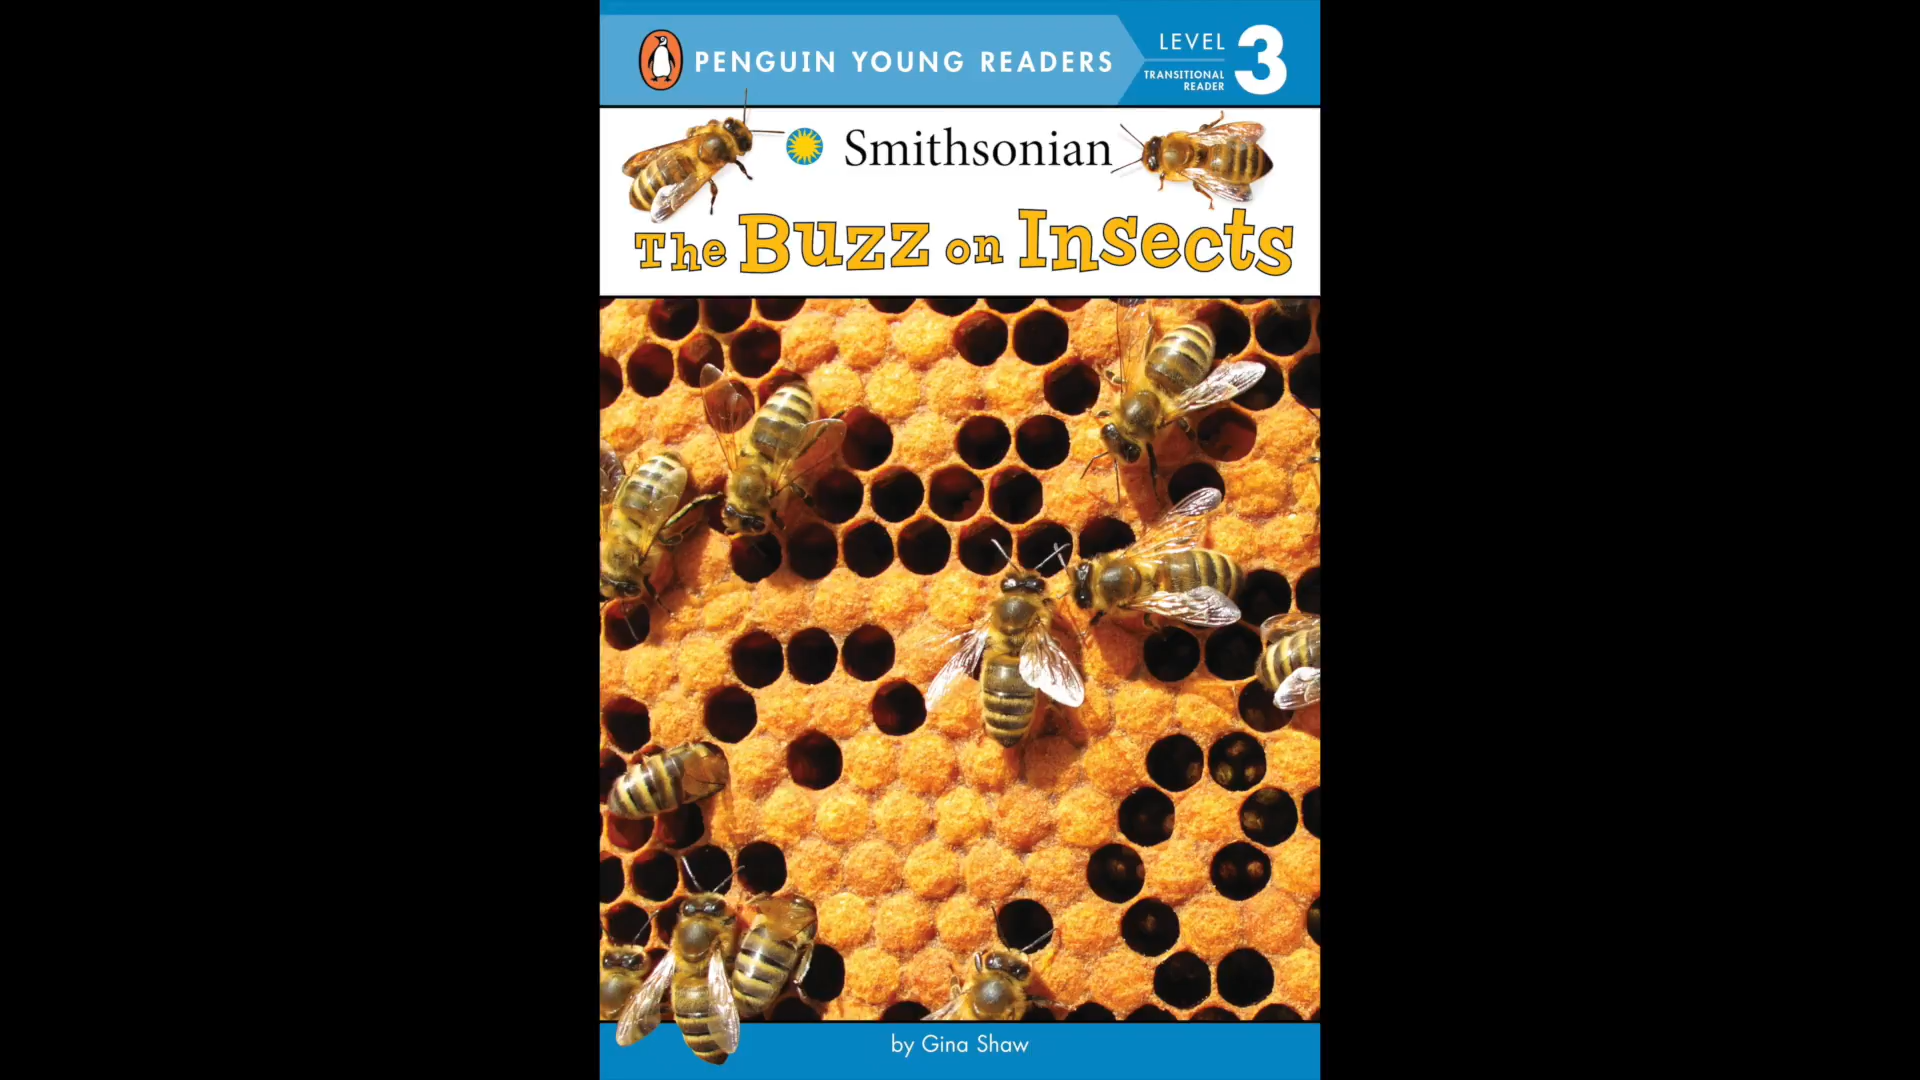 PENGUIN YOUNG READERS
LEVEL 3
TRANSITIONAL
READER
Smithsonian
The Buzz on Insects
by Gina Shaw